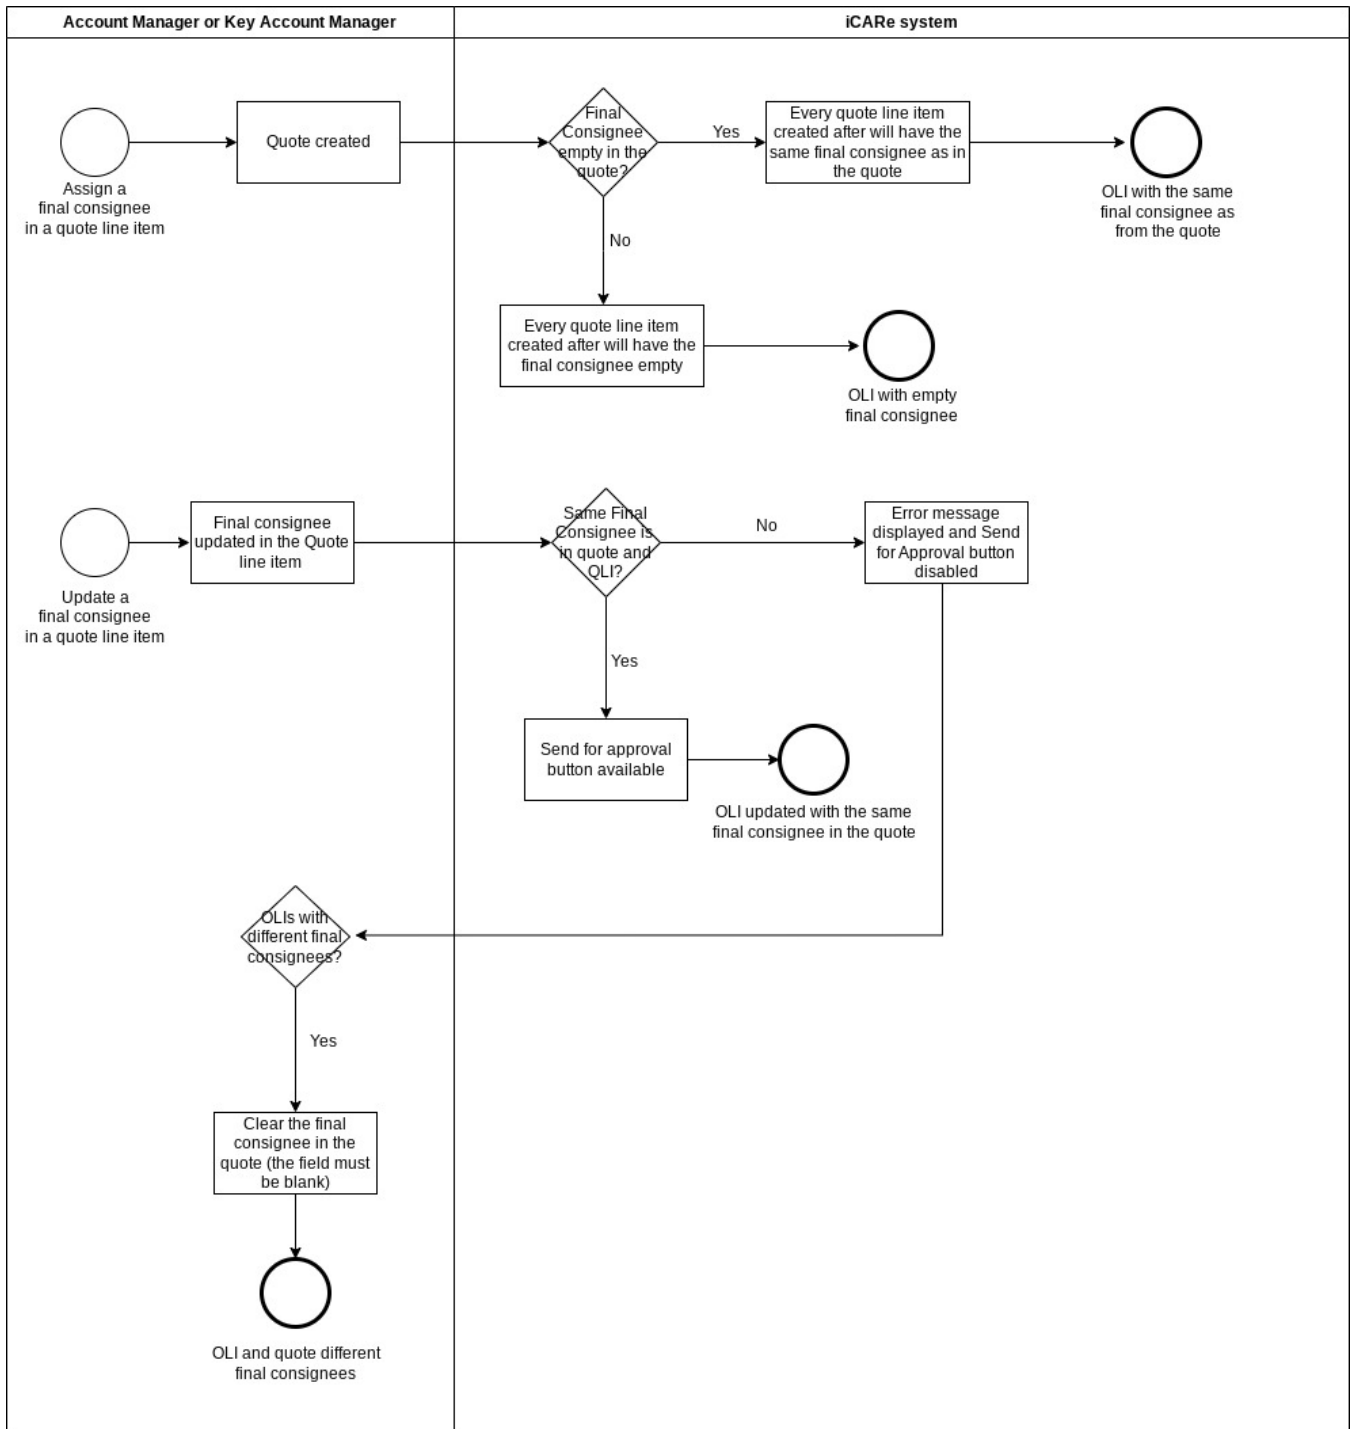 Account Manager or Key Account Manager
iCARe system
Quote created
Final
Consignee
empty in the
quote?
Yes
Every quote line item
created after will have the
same final consignee as in
the quote
Assign a
final consignee
in a quote line item
OLI with the same
final consignee as
from the quote
No
Every quote line item
created after will have the
final consignee empty
OLI with empty
final consignee
Final consignee
updated in the Quote
line item
Same Final
Consignee is
in quote and
QLI?
No
Error message
displayed and Send
for Approval button
disabled
Update a
final consignee
in a quote line item
Yes
Send for approval
button available
OLI updated with the same
final consignee in the quote
OLIs with
different final
consignees?
Yes
Clear the final
consignee in the
quote (the field must
be blank)
OLI and quote different
final consignees